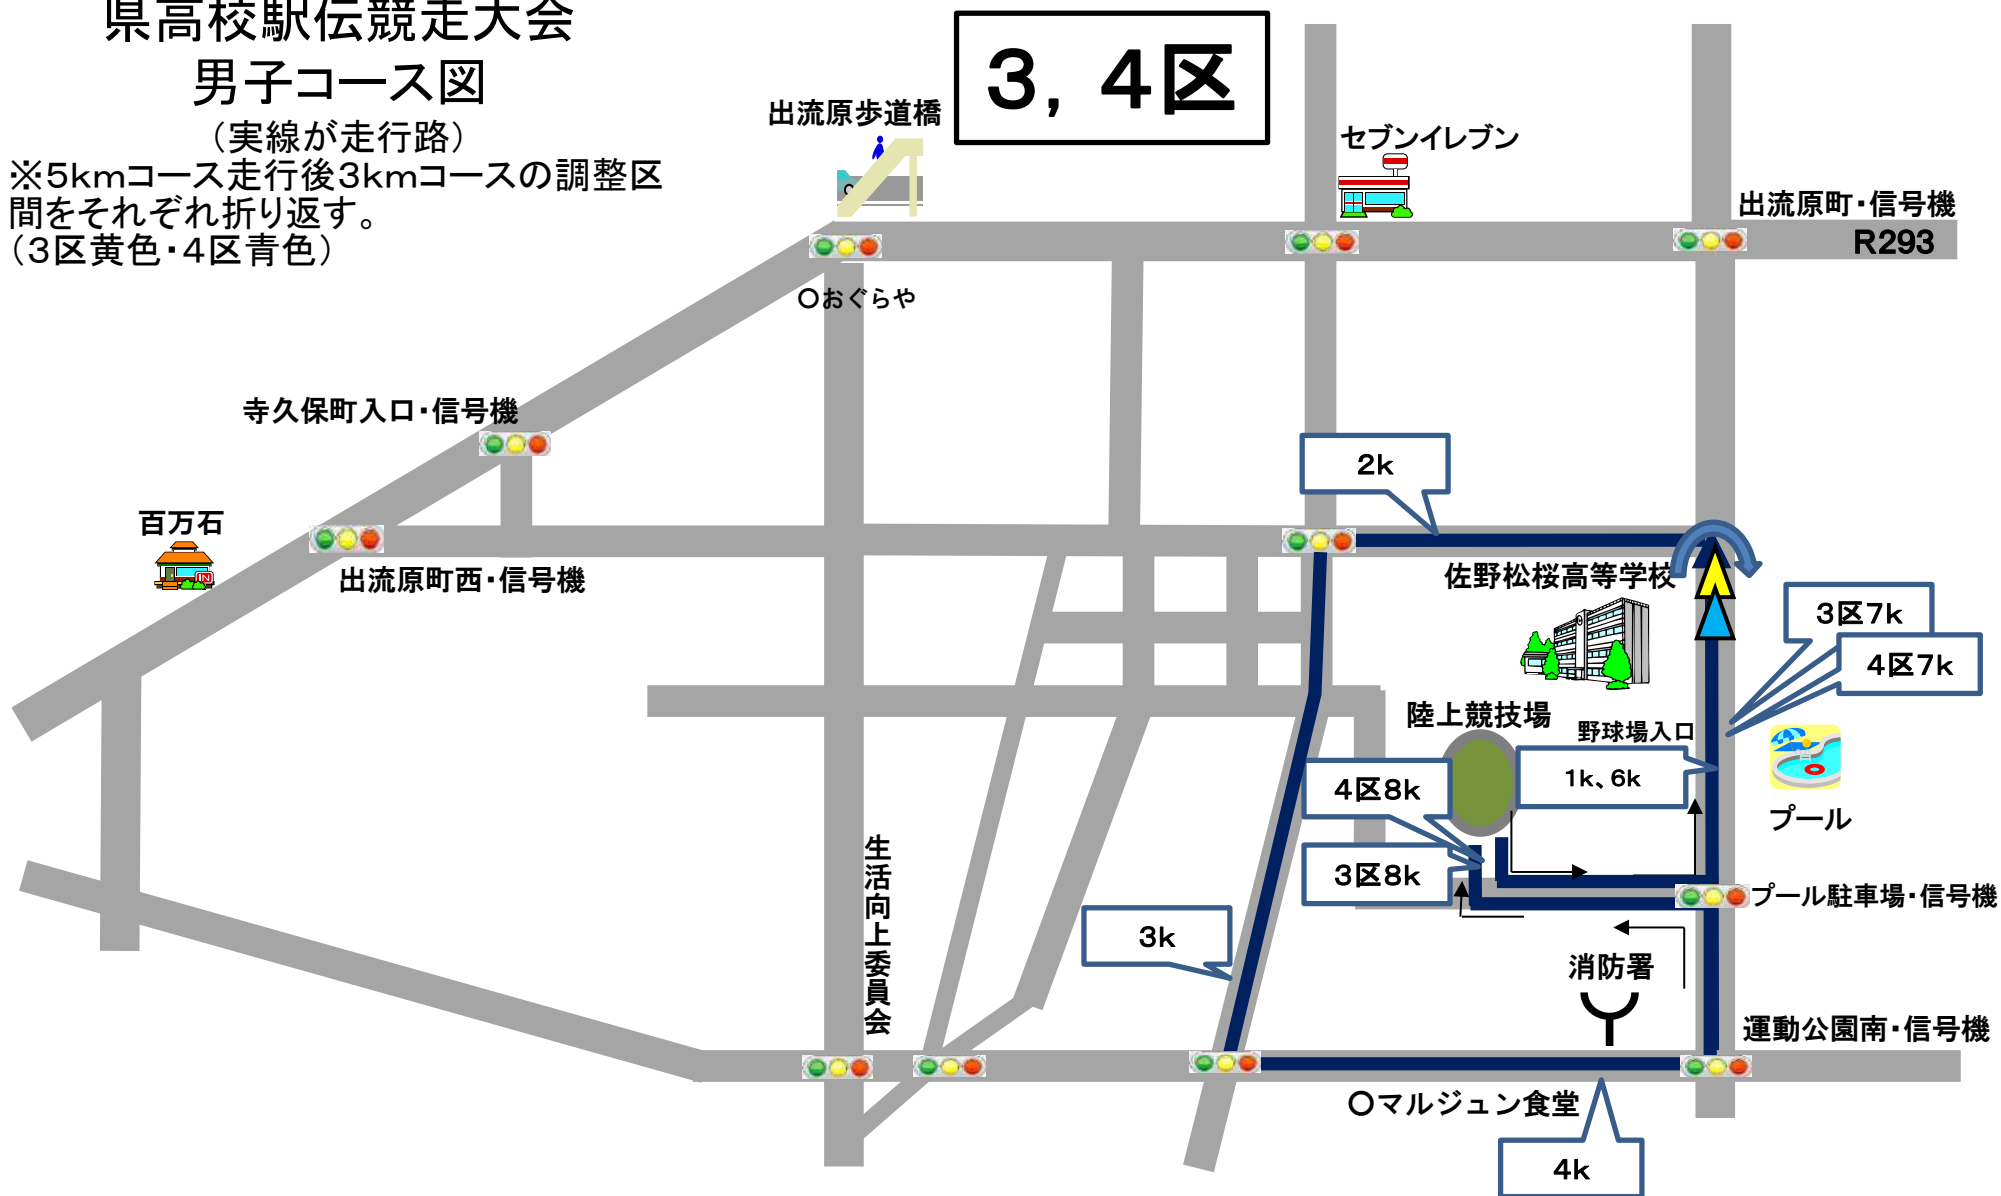 県高校駅伝競走大会
男子コース図
（実線が走行路）
※5kmコース走行後3kmコースの調整区
間をそれぞれ折り返す。
（3区黄色・4区青色）
3，4区
出流原歩道橋
セブンイレブン
出流原町・信号機
R293
○おぐらや
寺久保町入口・信号機
2k
百万石
出流原町西・信号機
佐野松桜高等学校
3区7k
4区7k
陸上競技場
野球場入口
1k、6k
4区8k
プール
3区8k
プール駐車場・信号機
生活向上委員会
3k
消防署
運動公園南・信号機
○マルジュン食堂
4k